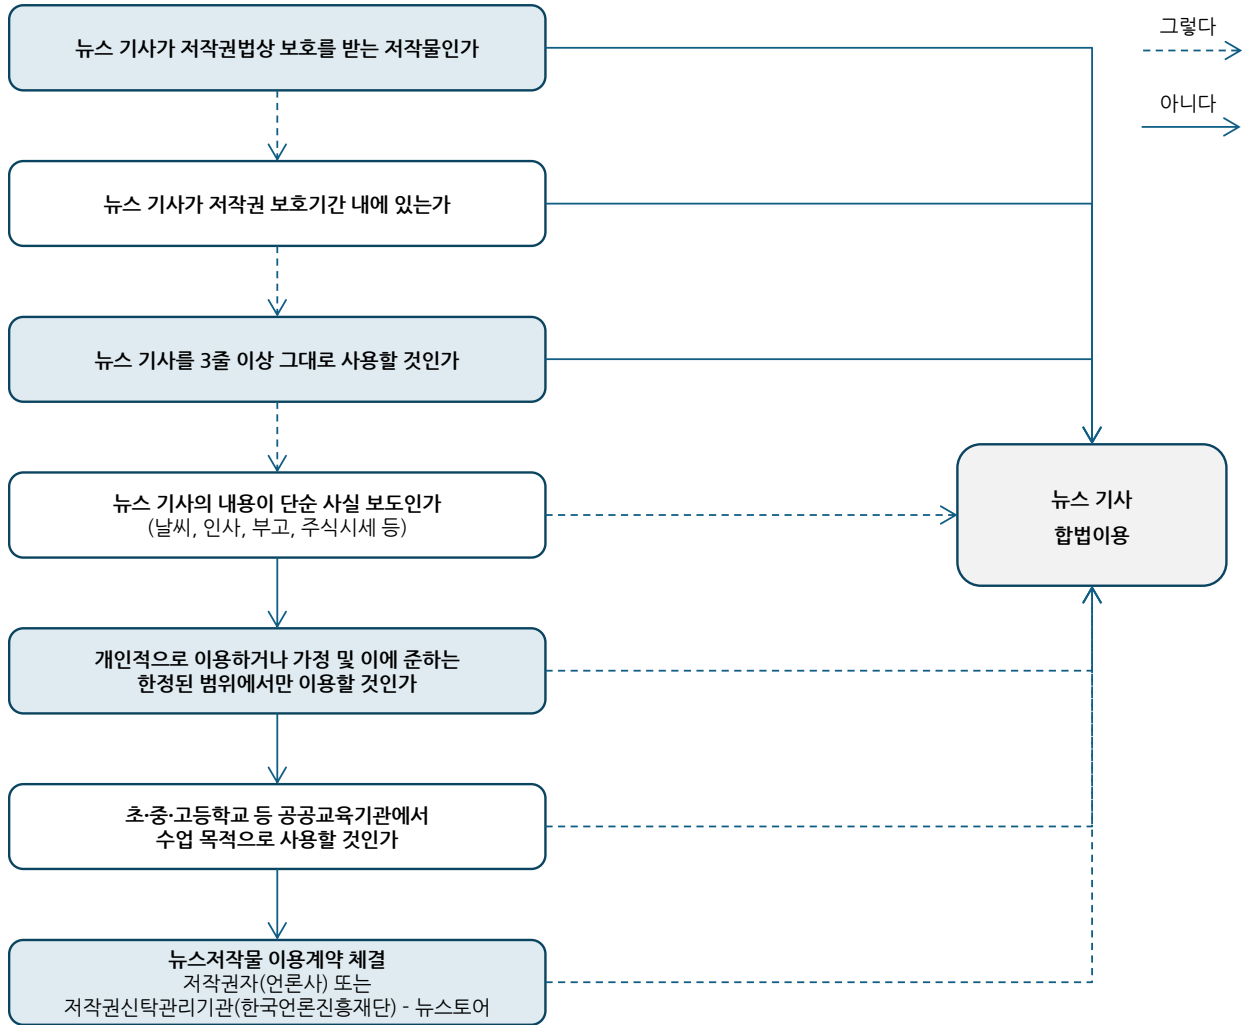 뉴스 기사가 저작권법상 보호를 받는 저작물인가
그렇다
아니다
뉴스 기사가 저작권 보호기간 내에 있는가
뉴스 기사를 3줄 이상 그대로 사용할 것인가
뉴스 기사의 내용이 단순 사실 보도인가
(날씨, 인사, 부고, 주식시세 등)
뉴스 기사
합법이용
개인적으로 이용하거나 가정 및 이에 준하는
한정된 범위에서만 이용할 것인가
초·중·고등학교 등 공공교육기관에서
수업 목적으로 사용할 것인가
뉴스저작물 이용계약 체결
저작권자(언론사) 또는
저작권신탁관리기관(한국언론진흥재단) - 뉴스토어